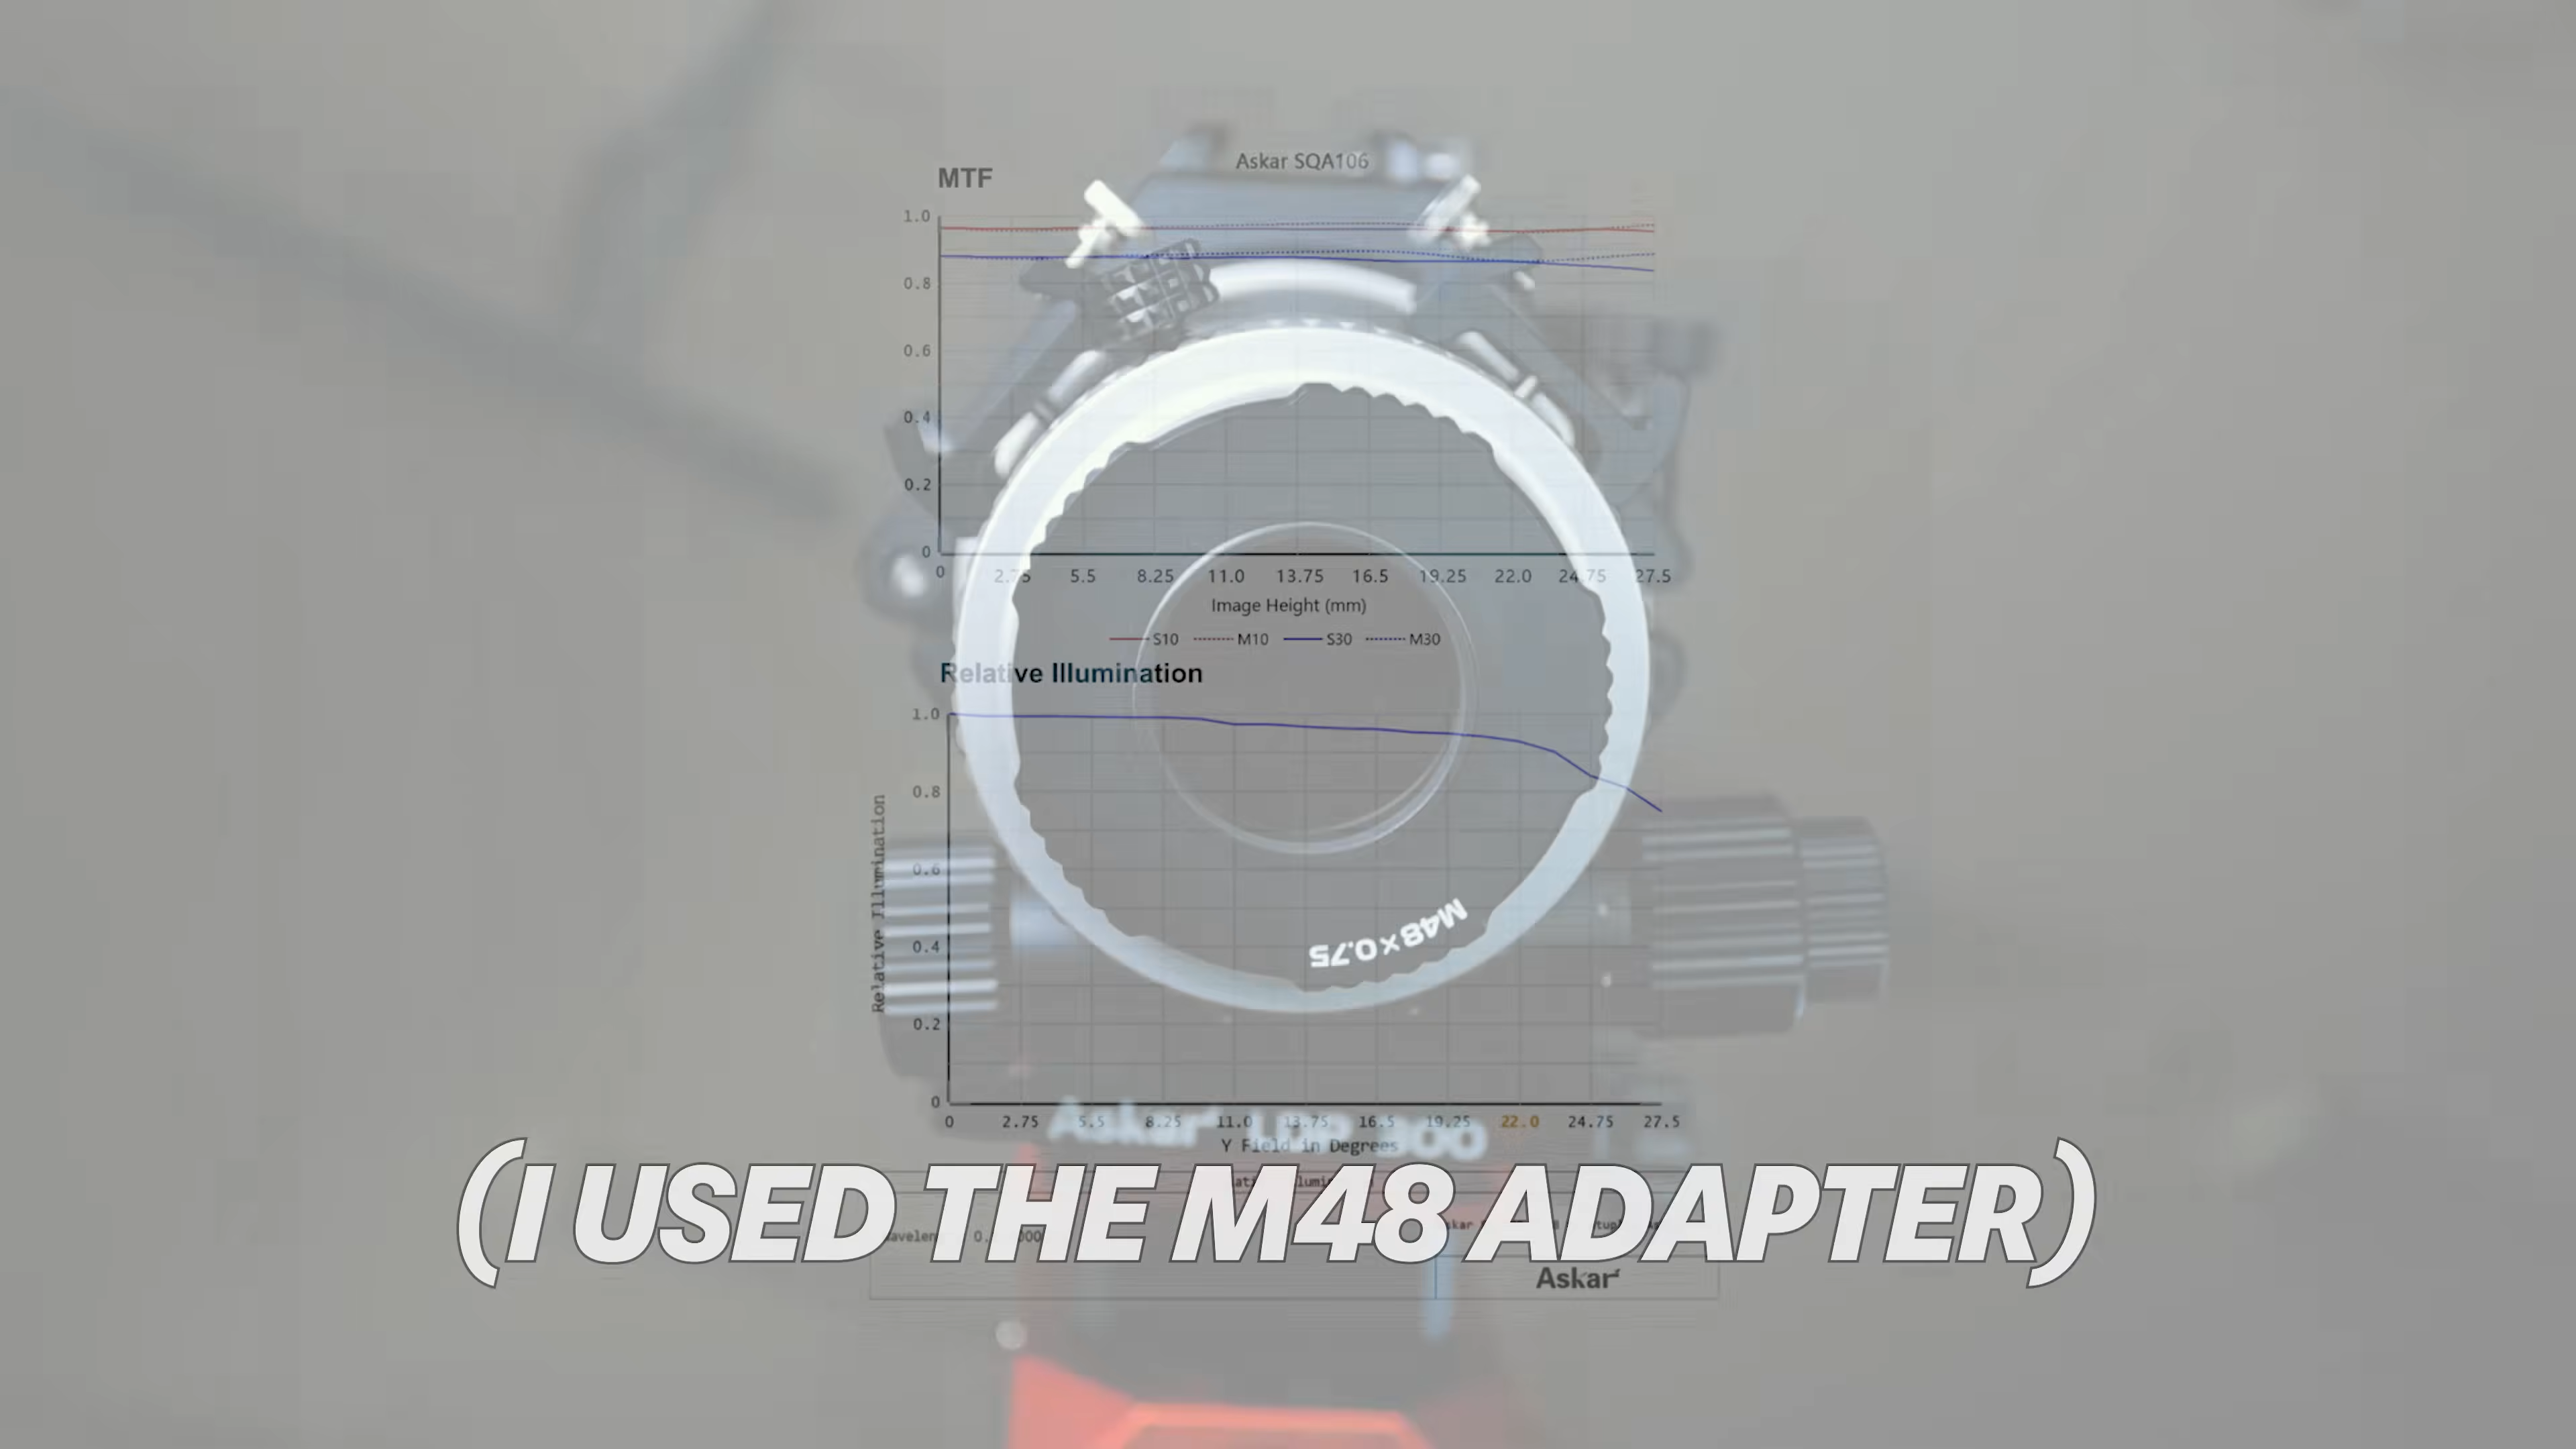 Askar SQA106
MTF
1.0
0.8
0.6
0.4
0.2
0
0 2.75 5.5 8.25 11.0 13.75 16.5 19.25 22.0 24.75 27.5
Image Height (mm)
S10 M10 S30 M30
Relative Illumination
1.0
0.8
0.6
0.4
0.2
0
Relative Illumination
M48×0.75
0 2.75 5.5 8.25 11.0 13.75 16.5 19.25 22.0 24.75 27.5
Askar
Y Field in Degrees
(I USED THE M48 ADAPTER)
Askar